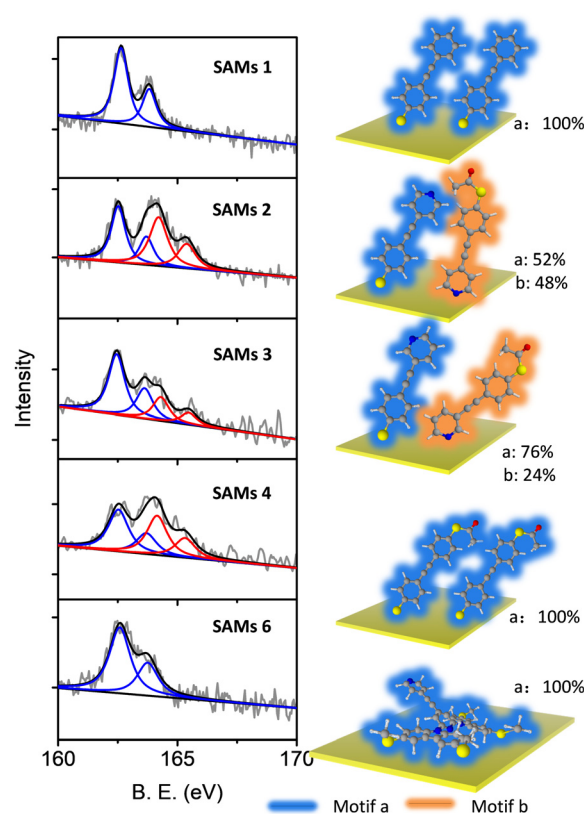 SAMs 1
a: 100%
SAMs 2
a: 52%
b: 48%
SAMs 3
a: 76%
b: 24%
SAMs 4
a: 100%
SAMs 6
a: 100%
Intensity
160 165 170
B. E. (eV)
Motif a Motif b